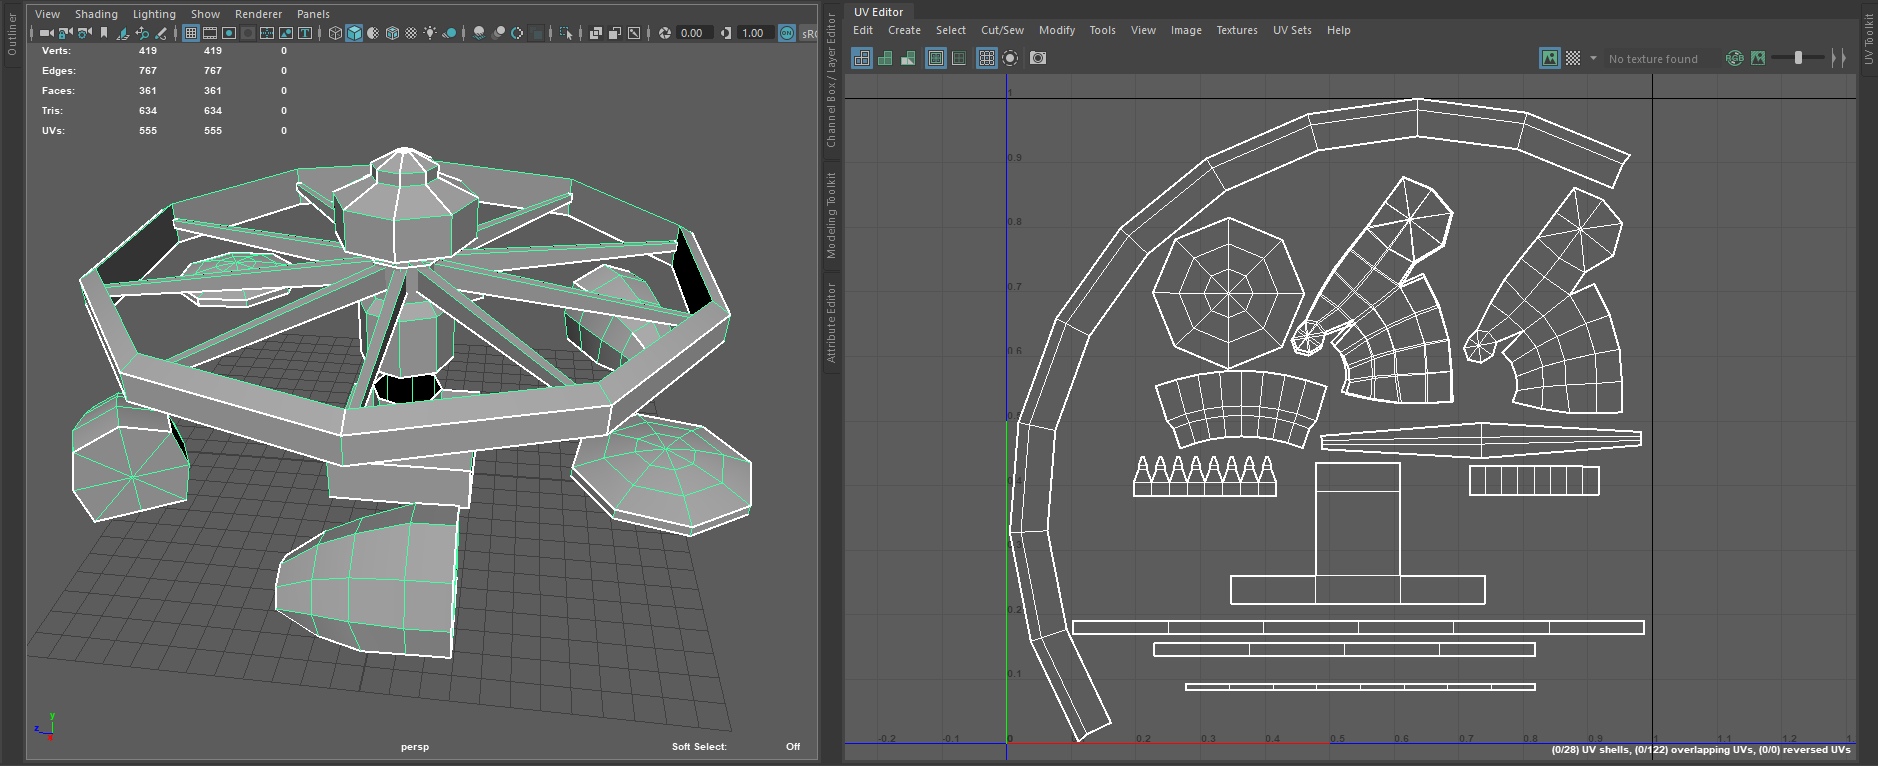 Outliner
View Shading Lighting Show Renderer Panels
0.00 1.00 ON
Verts: 419 419 0
Edges: 767 767 0
Faces: 361 361 0
Tris: 634 634 0
UVs: 555 555 0
y
z
persp
Soft Select: Off
Channel Box / Layer Editor
Modeling Toolkit
Attribute Editor
UV Editor
Edit Create Select Cut/Sew Modify Tools View Image Textures UV Sets Help
No texture found
RGB
1
0.9
0.8
0.7
0.6
0.2
0.1
-0.2 -0.1 0 0.2 0.3 0.4 0.5 0.6 0.7 0.8 0.9 1.1 1.2
(0/28) UV shells, (0/122) overlapping UVs, (0/0) reversed UVs
UV Toolkit